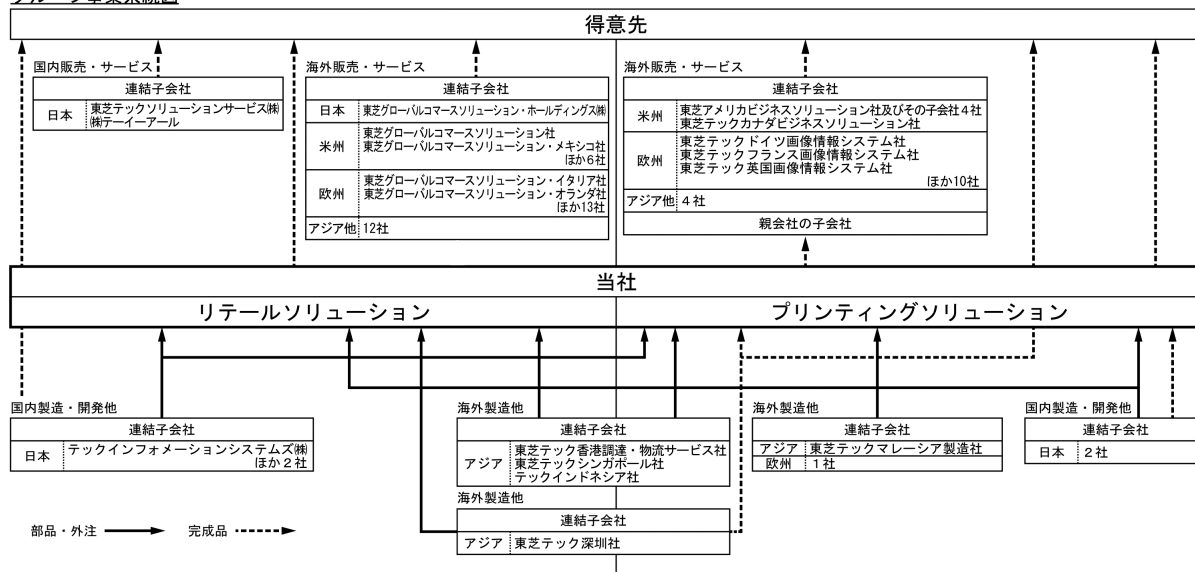 グループ事業系統図
得意先
国内販売・サービス
連結子会社
日本
東芝テックソリューションサービス㈱
㈱テーイーアール
海外販売・サービス
連結子会社
日本
東芝グローバルコマースソリューション・ホールディングス㈱
米州
東芝グローバルコマースソリューション社
東芝グローバルコマースソリューション・メキシコ社
ほか6社
欧州
東芝グローバルコマースソリューション・イタリア社
東芝グローバルコマースソリューション・オランダ社
ほか13社
アジア他
12社
海外販売・サービス
連結子会社
米州
東芝アメリカビジネスソリューション社及びその子会社4社
東芝テックカナダビジネスソリューション社
欧州
東芝テックドイツ画像情報システム社
東芝テックフランス画像情報システム社
東芝テック英国画像情報システム社
ほか10社
アジア他
4社
親会社の子会社
当社
リテールソリューション
プリンティングソリューション
国内製造・開発他
連結子会社
日本
テックインフォメーションシステムズ㈱
ほか2社
海外製造他
連結子会社
アジア
東芝テック香港調達・物流サービス社
東芝テックシンガポール社
テックインドネシア社
海外製造他
連結子会社
アジア
東芝テックマレーシア製造社
欧州
1社
国内製造・開発他
連結子会社
日本
2社
海外製造他
連結子会社
アジア
東芝テック深圳社
部品・外注
完成品